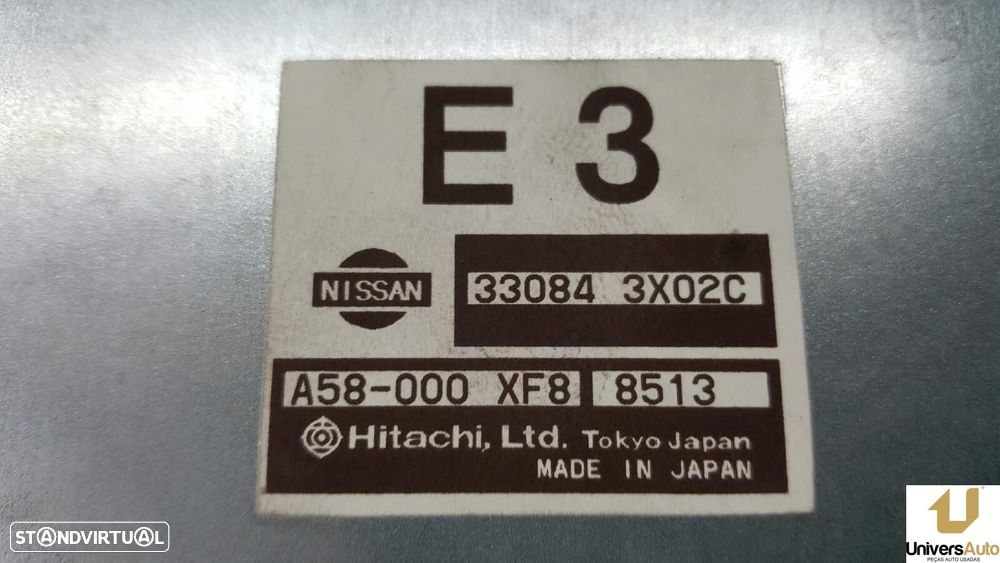 E 3
NISSAN
33084 3X02C
A58-000 XF8 8513
Hitachi, Ltd. Tokyo Japan
MADE IN JAPAN
STANDVIRTUAL
UniversAuto
PEÇAS AUTO USADAS